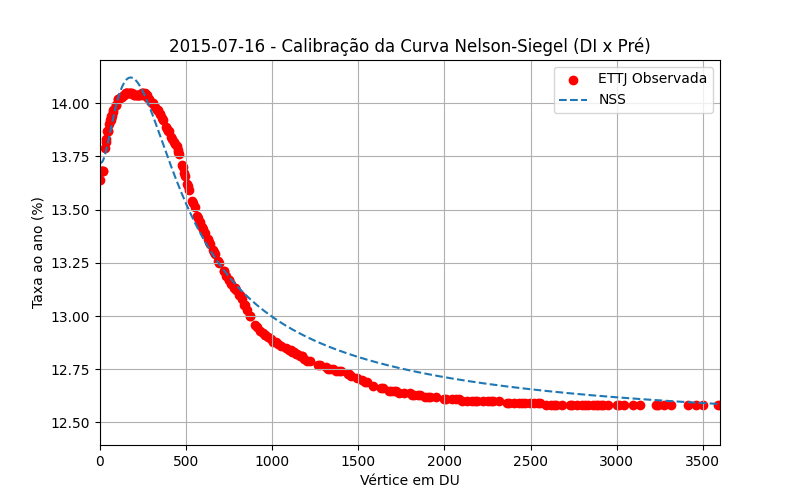 2015-07-16 - Calibração da Curva Nelson-Siegel (DI x Pré)
ETTJ Observada
NSS
Taxa ao ano (%)
14.00
13.75
13.50
13.25
13.00
12.75
12.50
0 500 1000 1500 2000 2500 3000 3500
Vértice em DU